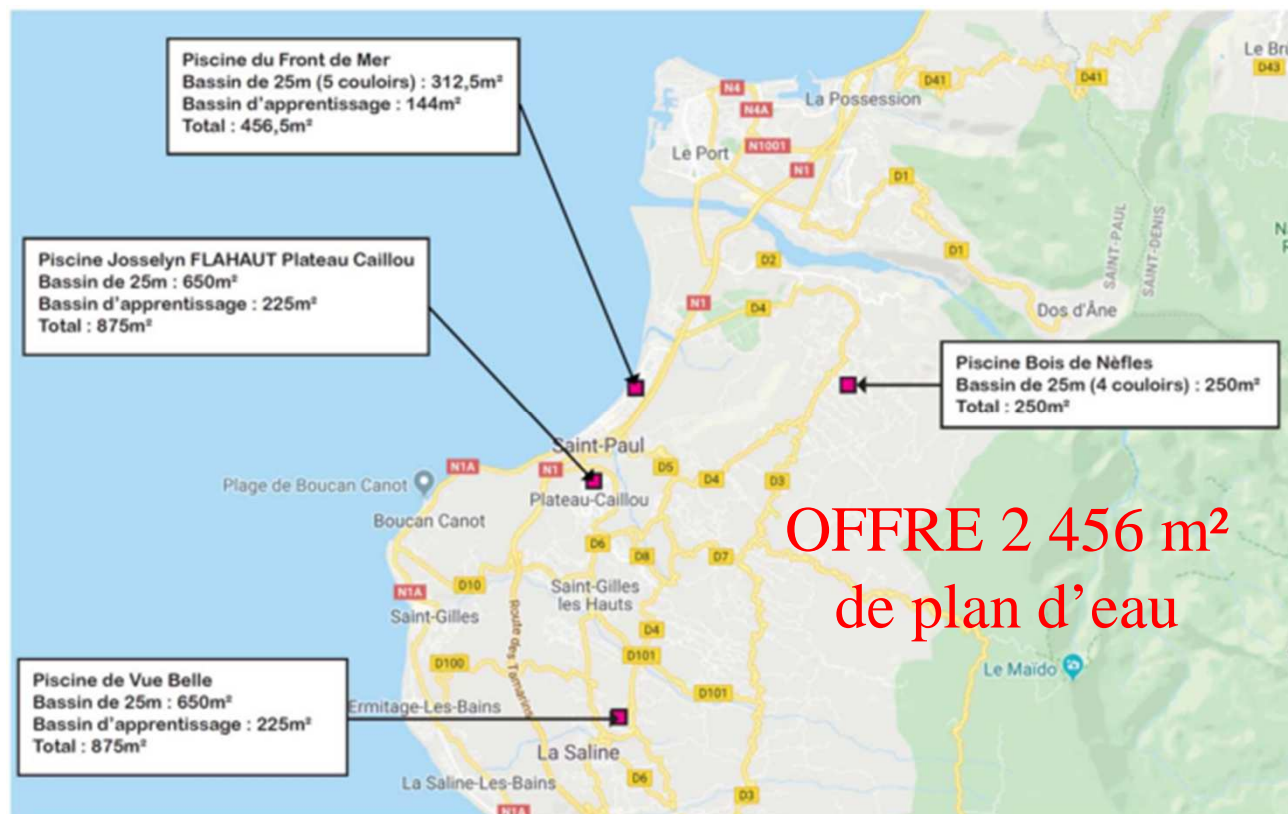 Piscine du Front de Mer
Bassin de 25m (5 couloirs) : 312,5m²
Bassin d'apprentissage : 144m²
Total : 456,5m²
Piscine Josselyn FLAHAUT Plateau Caillou
Bassin de 25m : 650m²
Bassin d'apprentissage : 225m²
Total : 875m²
Piscine Bois de Nèfles
Bassin de 25m (4 couloirs) : 250m²
Total : 250m²
Piscine de Vue Belle
Bassin de 25m : 650m²
Bassin d'apprentissage : 225m²
Total : 875m²
OFFRE 2 456 m²
de plan d'eau
N4
N4A
N1001
N1
La Possession
Le Port
D41
D41
D43
D1
D1
SAINT-PAUL
SAINT-DENIS
D2
N1
D4
Dos d'Âne
Saint-Paul
N1A
N1
D5
D4
D3
Plage de Boucan Canot
Plateau-Caillou
Boucan Canot
D6
D8
D7
D10
Saint-Gilles
les Hauts
N1A
Saint-Gilles
Route des Tamarins
D4
D101
D100
D101
Le Maïdo
Ermitage-Les-Bains
La Saline
La Saline-Les-Bains
D6
D3
N1A